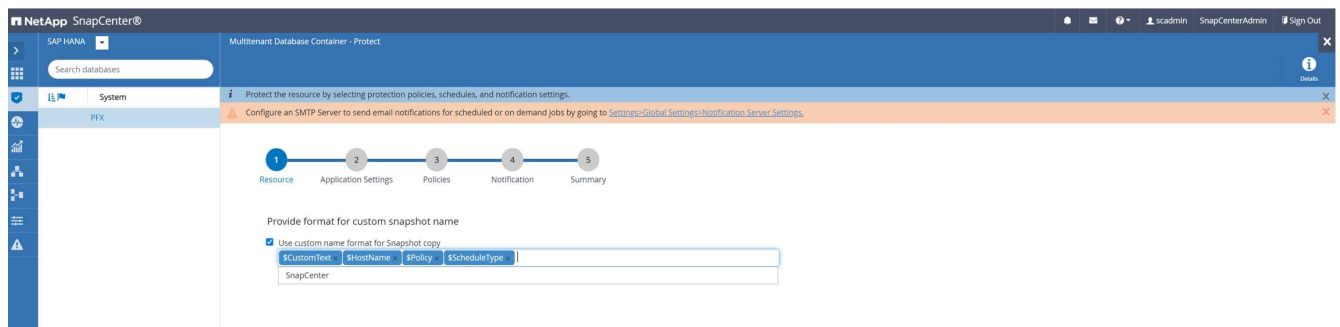 NetApp SnapCenter®
scadmin SnapCenterAdmin Sign Out
SAP HANA
Multitenant Database Container - Protect
Search databases
Details
System
PFX
i Protect the resource by selecting protection policies, schedules, and notification settings.
Configure an SMTP Server to send email notifications for scheduled or on demand jobs by going to Settings>Global Settings>Notification Server Settings.
1 2 3 4 5
Resource Application Settings Policies Notification Summary
Provide format for custom snapshot name
Use custom name format for Snapshot copy
$CustomText × $HostName × $Policy × $ScheduleType ×
SnapCenter